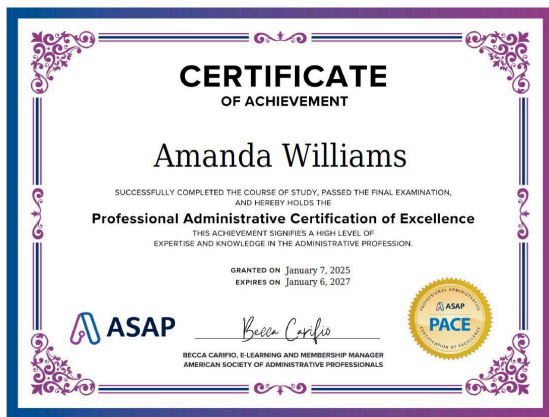 CERTIFICATE
OF ACHIEVEMENT
Amanda Williams
SUCCESSFULLY COMPLETED THE COURSE OF STUDY, PASSED THE FINAL EXAMINATION,
AND HEREBY HOLDS THE
Professional Administrative Certification of Excellence
THIS ACHIEVEMENT SIGNIFIES A HIGH LEVEL OF
EXPERTISE AND KNOWLEDGE IN THE ADMINISTRATIVE PROFESSION.
GRANTED ON January 7, 2025
EXPIRES ON January 6, 2027
ASAP
Becca Carifio
BECCA CARIFIO, E-LEARNING AND MEMBERSHIP MANAGER
AMERICAN SOCIETY OF ADMINISTRATIVE PROFESSIONALS
PROFESSIONAL ADMINISTRATIVE
ASAP
PACE
CERTIFICATION OF EXCELLENCE